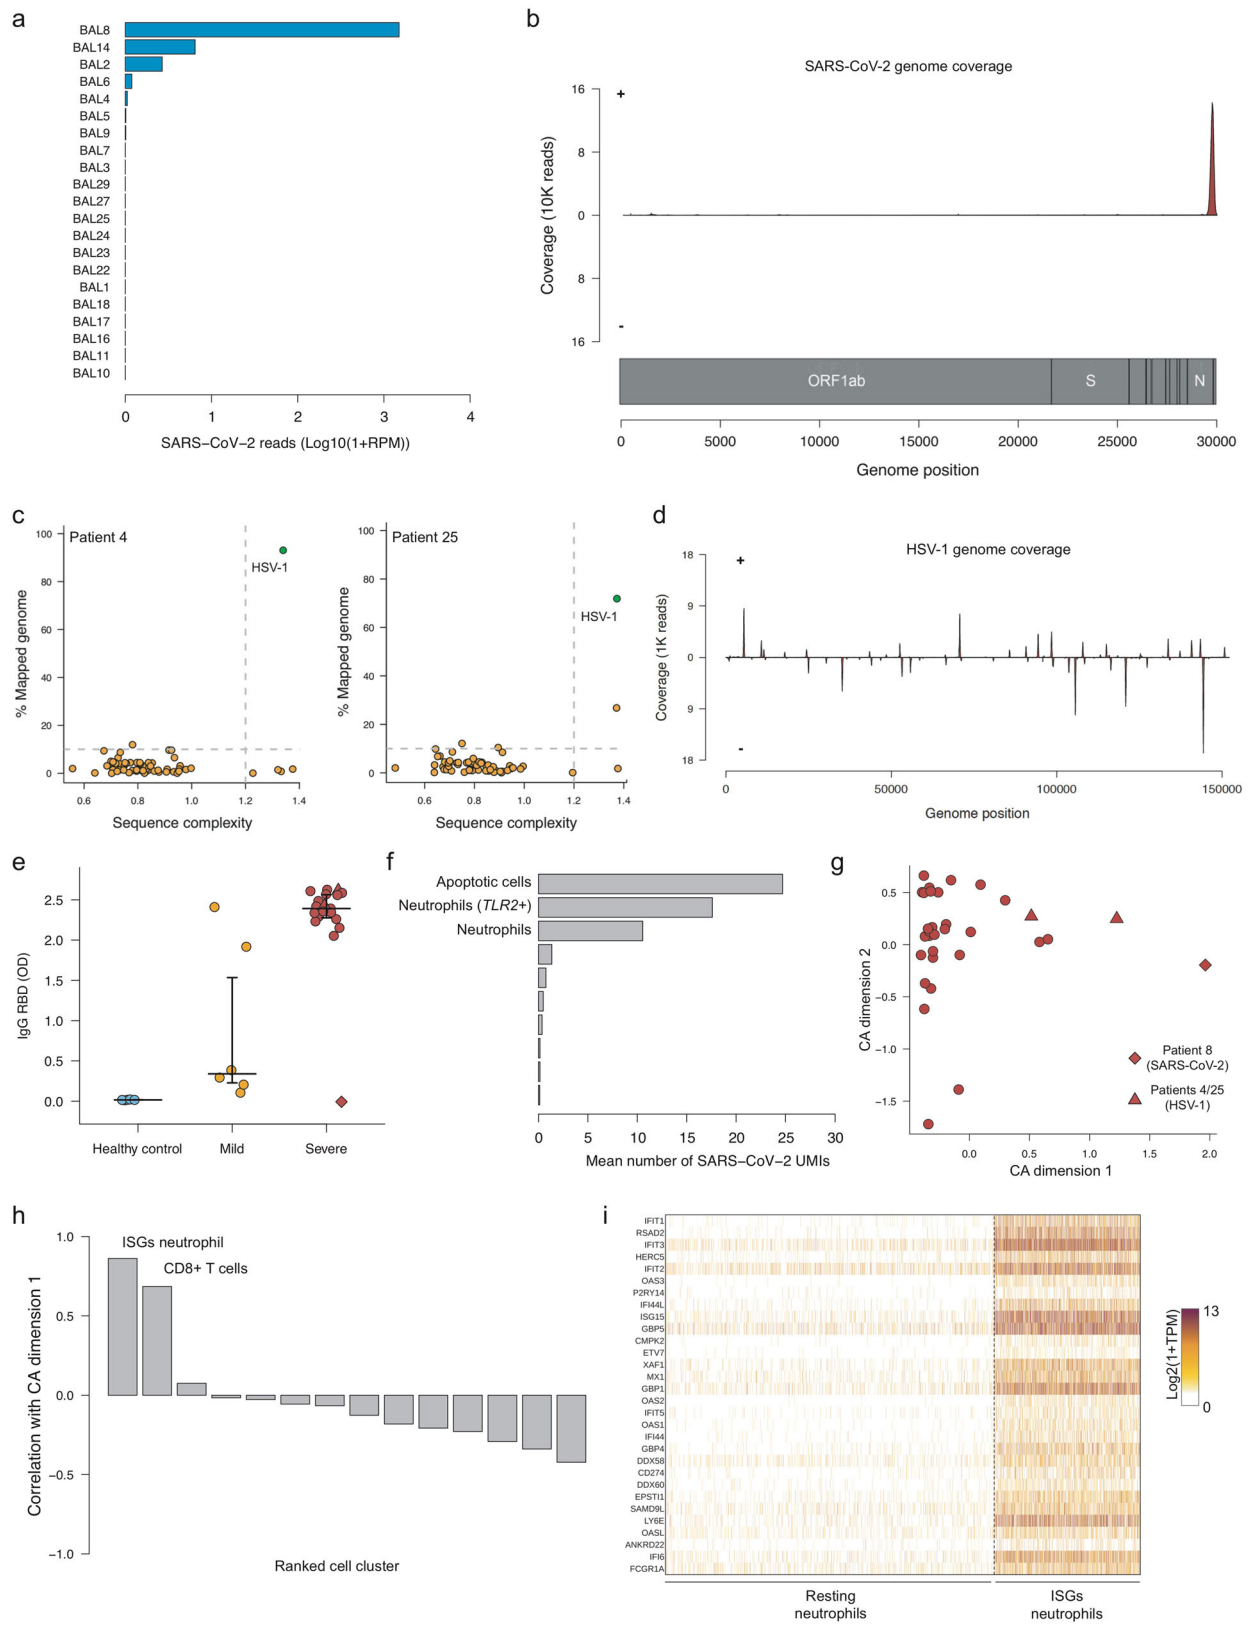 a
BAL8
BAL14
BAL2
BAL6
BAL4
BAL5
BAL9
BAL7
BAL3
BAL29
BAL27
BAL25
BAL24
BAL23
BAL22
BAL1
BAL18
BAL17
BAL16
BAL11
BAL10
0 1 2 3 4
SARS−CoV−2 reads (Log10(1+RPM))
b
SARS-CoV-2 genome coverage
Coverage (10K reads)
16
8
0
8
16
+
-
ORF1ab S N
0 5000 10000 15000 20000 25000 30000
Genome position
c
Patient 4
% Mapped genome
100
80
60
40
20
0
HSV-1
0.6 0.8 1.0 1.2 1.4
Sequence complexity
Patient 25
% Mapped genome
100
80
60
40
20
0
HSV-1
0.6 0.8 1.0 1.2 1.4
Sequence complexity
d
HSV-1 genome coverage
Coverage (1K reads)
18
9
0
9
18
+
-
0 50000 100000 150000
Genome position
e
IgG RBD (OD)
2.5
2.0
1.5
1.0
0.5
0.0
Healthy control Mild Severe
f
Apoptotic cells
Neutrophils (TLR2+)
Neutrophils
0 5 10 15 20 25 30
Mean number of SARS−CoV−2 UMIs
g
CA dimension 2
0.5
0.0
−0.5
−1.0
−1.5
Patient 8
(SARS-CoV-2)
Patients 4/25
(HSV-1)
0.0 0.5 1.0 1.5 2.0
CA dimension 1
h
Correlation with CA dimension 1
1.0
0.5
0.0
−0.5
−1.0
ISGs neutrophil
CD8+ T cells
Ranked cell cluster
i
IFIT1
RSAD2
IFIT3
HERC5
IFIT2
OAS3
P2RY14
IFI44L
ISG15
GBP5
CMPK2
ETV7
XAF1
MX1
GBP1
OAS2
IFIT5
OAS1
IFI44
GBP4
DDX58
CD274
DDX60
EPSTI1
SAMD9L
LY6E
OASL
ANKRD22
IFI6
FCGR1A
Resting
neutrophils
ISGs
neutrophils
Log2(1+TPM)
13
0